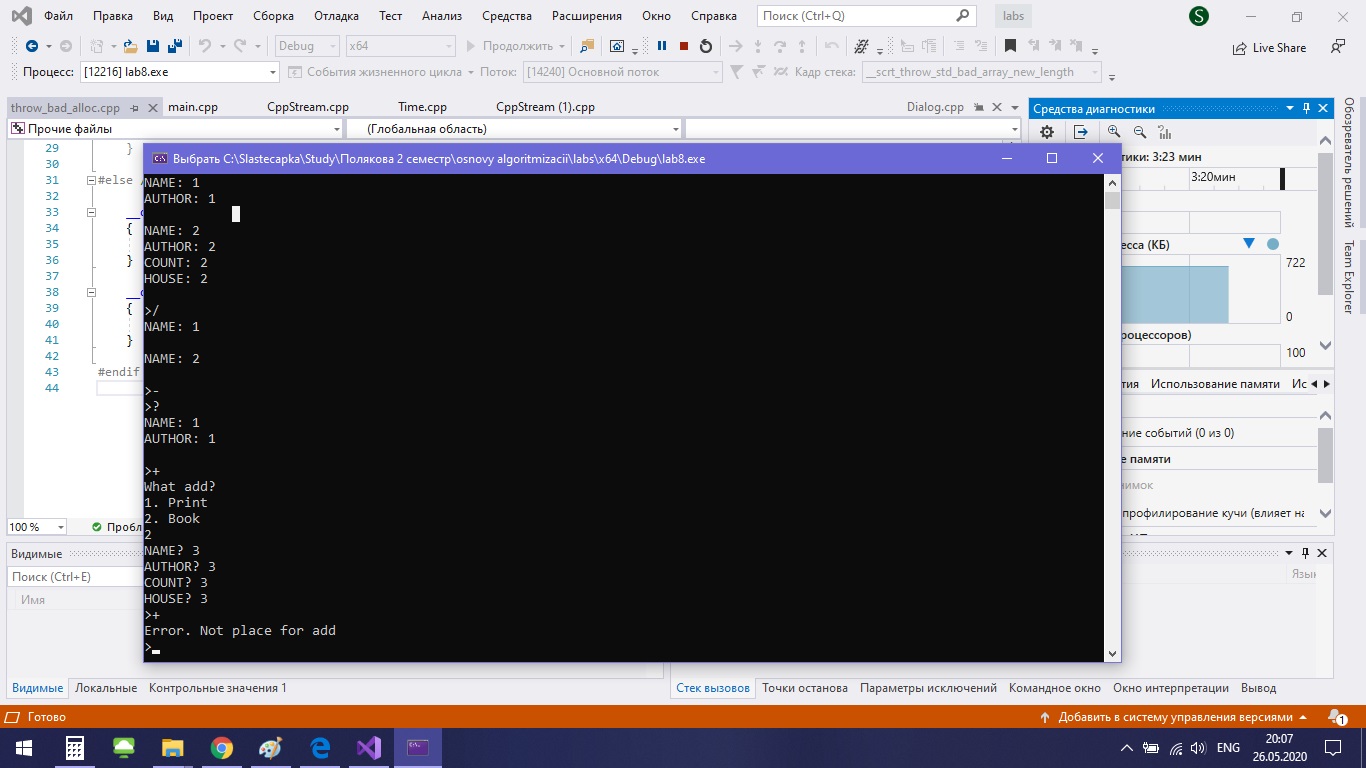 Файл Правка Вид Проект Сборка Отладка Тест Анализ Средства Расширения Окно Справка Поиск (Ctrl+Q) labs S
Debug x64 Продолжить Live Share
Процесс: [12216] lab8.exe События жизненного цикла Поток: [14240] Основной поток Кадр стека: __scrt_throw_std_bad_array_new_length
throw_bad_alloc.cpp main.cpp CppStream.cpp Time.cpp CppStream (1).cpp Dialog.cpp
Прочие файлы (Глобальная область)
Средства диагностики
29 }
30
31 #else
32
33
34 {
35
36 }
37
38
39 {
40
41 }
42
43 #endif
44
Выбрать C:\Slastecapka\Study\Полякова 2 семестр\osnovy algoritmizacii\labs\x64\Debug\lab8.exe
NAME: 1
AUTHOR: 1
NAME: 2
AUTHOR: 2
COUNT: 2
HOUSE: 2
>/
NAME: 1
NAME: 2
>-
>?
NAME: 1
AUTHOR: 1
>+
What add?
1. Print
2. Book
2
NAME? 3
AUTHOR? 3
COUNT? 3
HOUSE? 3
>+
Error. Not place for add
>
тики: 3:23 мин
3:20мин
есса (КБ)
722
0
роцессоров)
100
тия Использование памяти Ис
ние событий (0 из 0)
е памяти
нимок
профилирование кучи (влияет на
Обозреватель решений
Team Explorer
100 % Пробл
Видимые
Поиск (Ctrl+E)
Имя
Язык
Видимые Локальные Контрольные значения 1
Стек вызовов Точки останова Параметры исключений Командное окно Окно интерпретации Вывод
Готово Добавить в систему управления версиями 1
ENG 20:07
26.05.2020